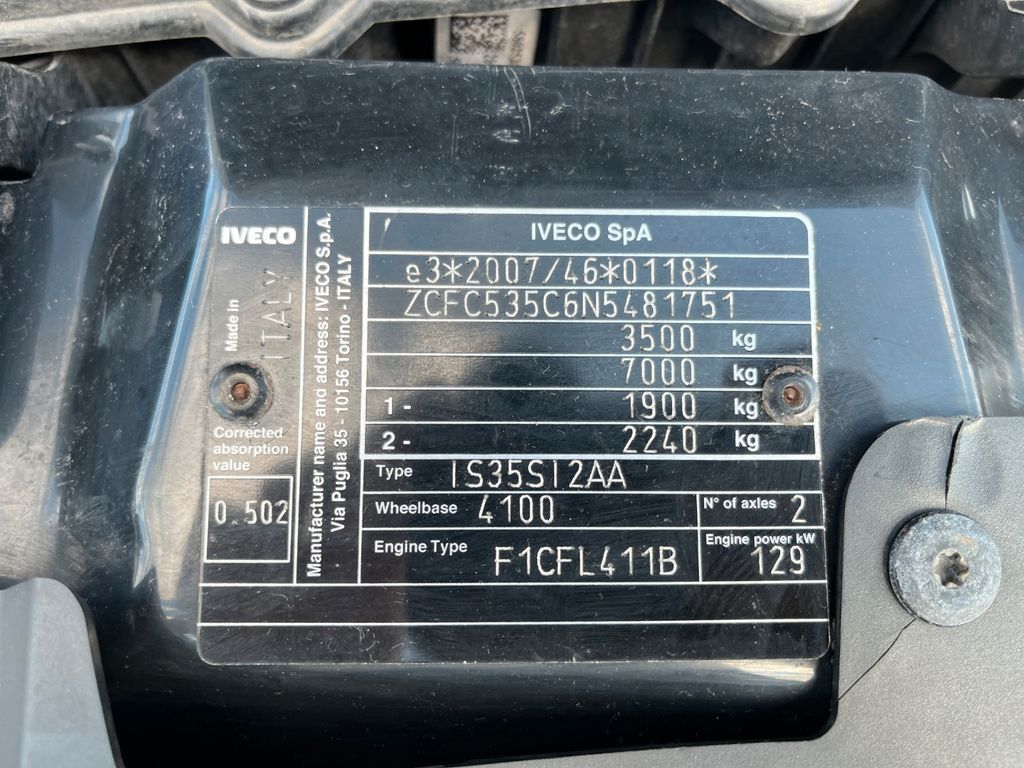 IVECO
Made in
ITALY
Corrected
absorption
value
0.502
Manufacturer name and address: IVECO S.p.A.
Via Puglia 35 - 10156 Torino - ITALY
IVECO SpA
e3*2007/46*0118*
ZCFC535C6N5481751
3500 kg
7000 kg
1 - 1900 kg
2 - 2240 kg
Type IS35SI2AA
Wheelbase 4100 N° of axles 2
Engine Type F1CFL411B Engine power kW 129